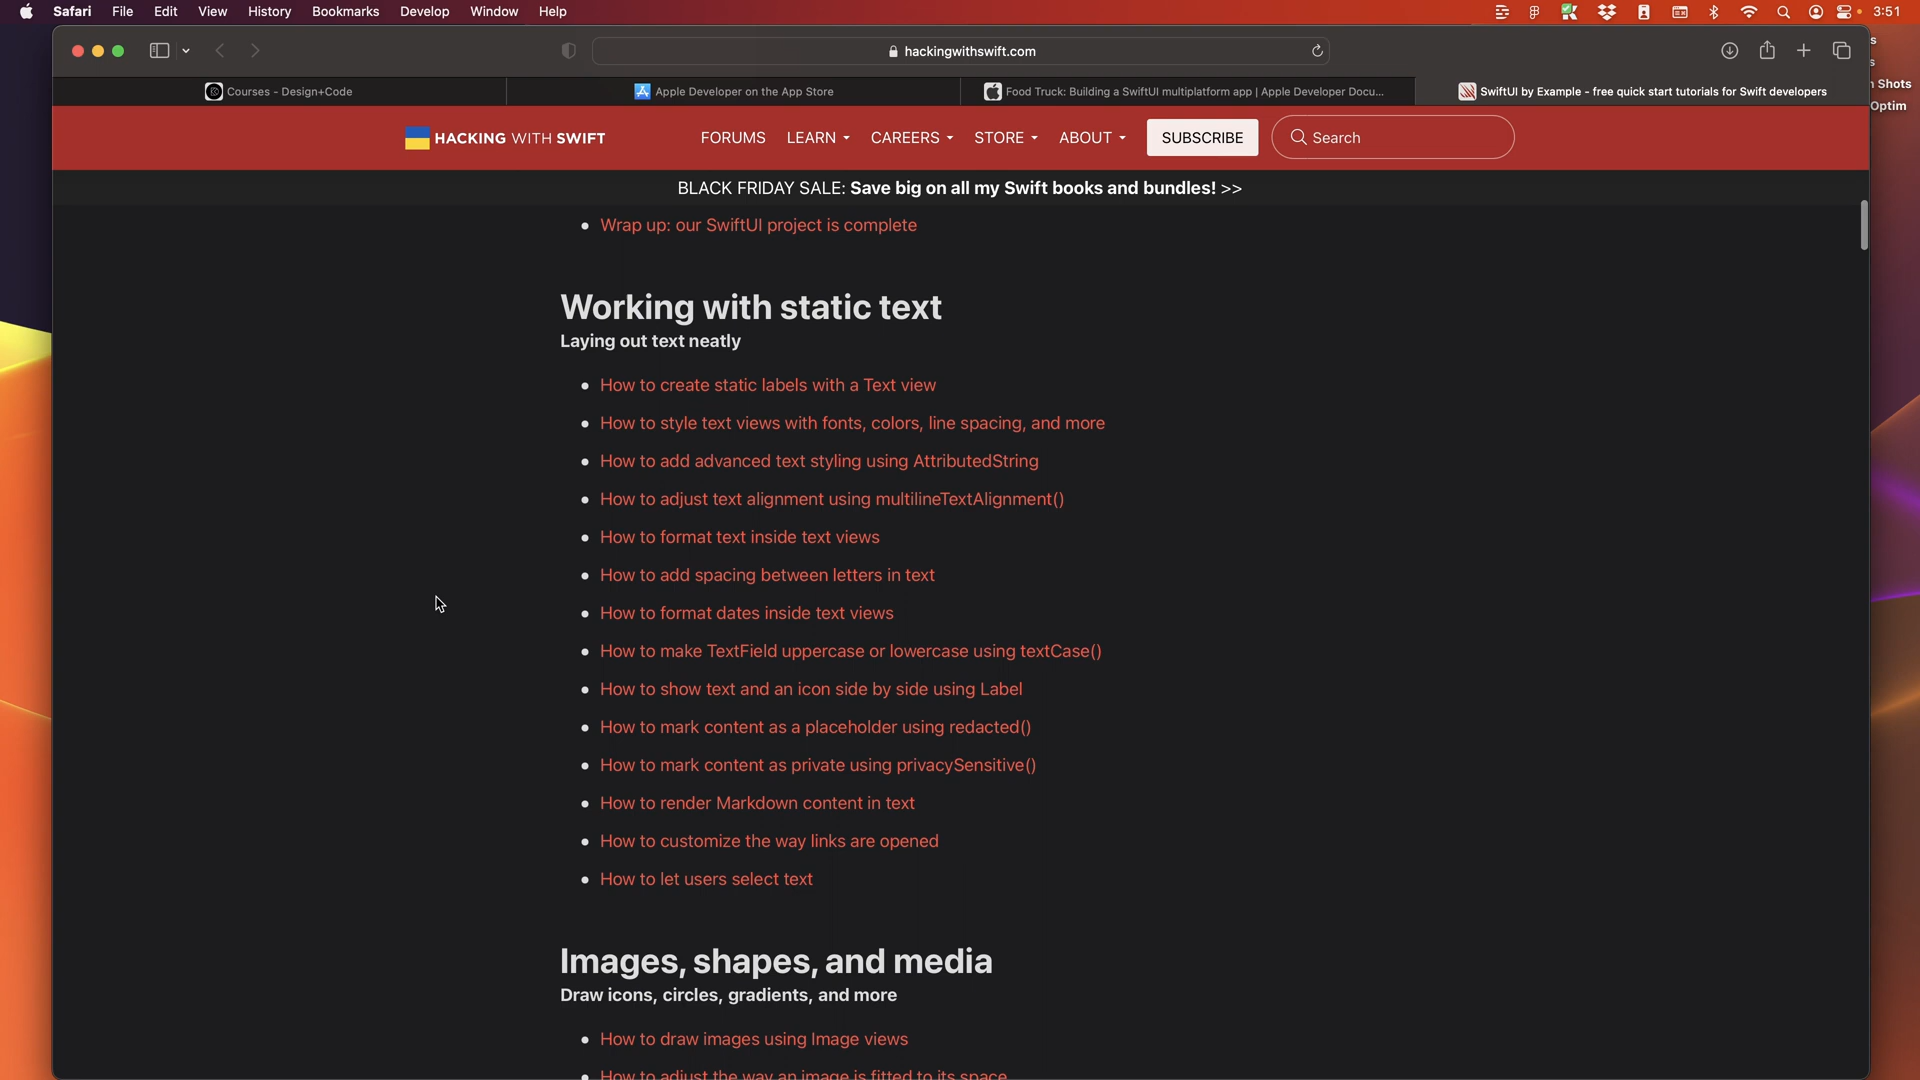 Safari File Edit View History Bookmarks Develop Window Help 3:51
hackingwithswift.com
Courses - Design+Code
Apple Developer on the App Store
Food Truck: Building a SwiftUI multiplatform app | Apple Developer Docu...
SwiftUI by Example - free quick start tutorials for Swift developers
Shots
Optim
HACKING WITH SWIFT
FORUMS LEARN CAREERS STORE ABOUT SUBSCRIBE Search
BLACK FRIDAY SALE: Save big on all my Swift books and bundles! >>
• Wrap up: our SwiftUI project is complete
Working with static text
Laying out text neatly
• How to create static labels with a Text view
• How to style text views with fonts, colors, line spacing, and more
• How to add advanced text styling using AttributedString
• How to adjust text alignment using multilineTextAlignment()
• How to format text inside text views
• How to add spacing between letters in text
• How to format dates inside text views
• How to make TextField uppercase or lowercase using textCase()
• How to show text and an icon side by side using Label
• How to mark content as a placeholder using redacted()
• How to mark content as private using privacySensitive()
• How to render Markdown content in text
• How to customize the way links are opened
• How to let users select text
Images, shapes, and media
Draw icons, circles, gradients, and more
• How to draw images using Image views
• How to adjust the way an image is fitted to its space